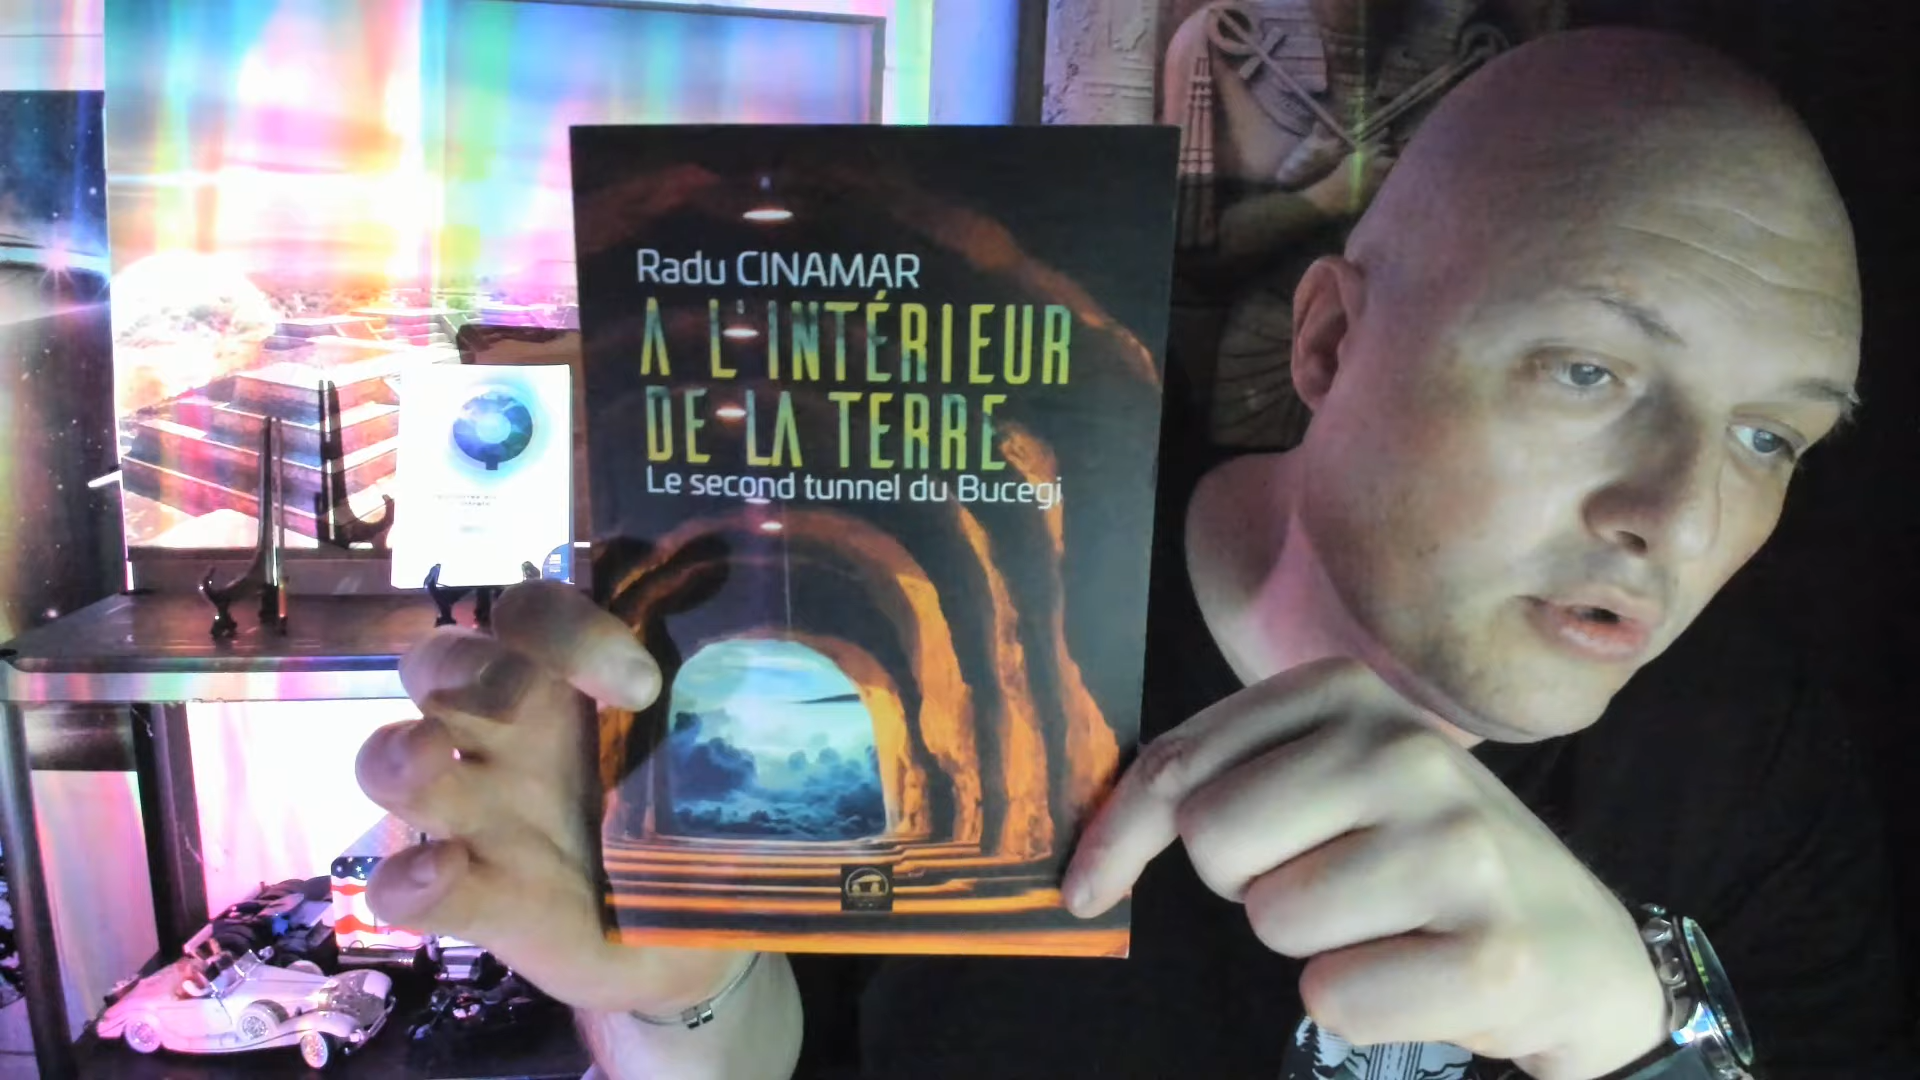 Radu CINAMAR
A L'INTÉRIEUR
DE LA TERRE
Le second tunnel du Bucegi